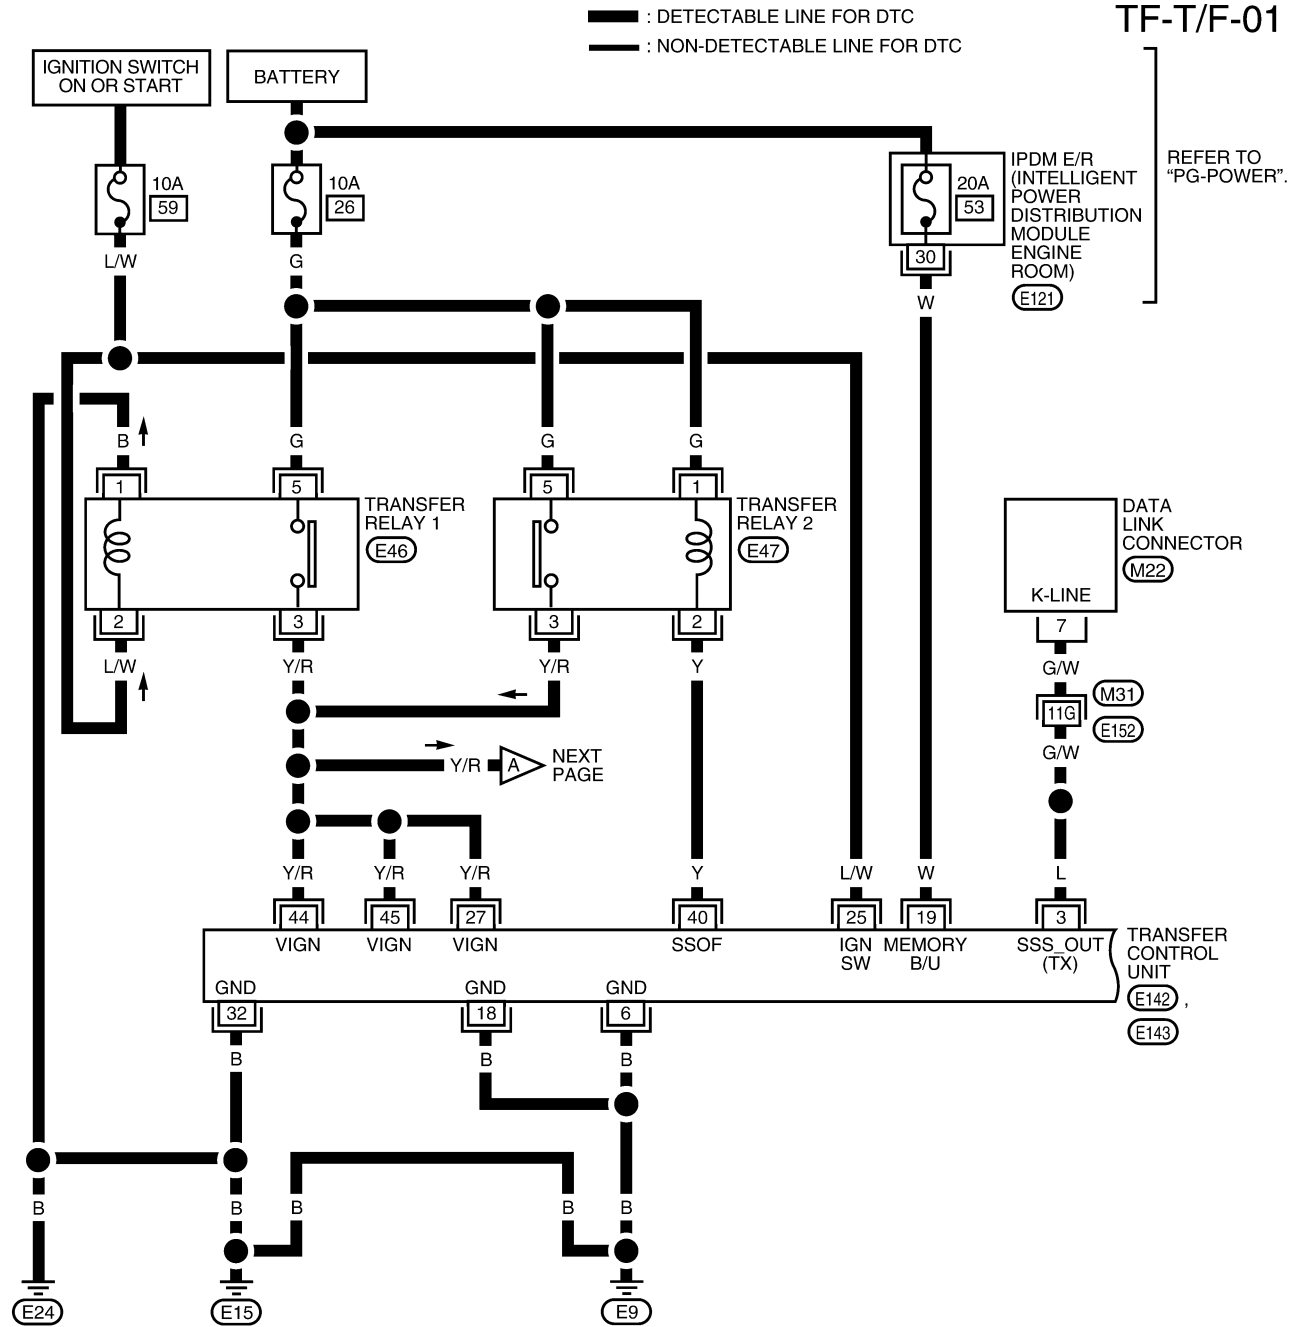 : DETECTABLE LINE FOR DTC
: NON-DETECTABLE LINE FOR DTC
TF-T/F-01
IGNITION SWITCH
ON OR START
BATTERY
10A
59
10A
26
20A
53
IPDM E/R
(INTELLIGENT
POWER
DISTRIBUTION
MODULE
ENGINE
ROOM)
E121
REFER TO
“PG-POWER”.
30
L/W
G
W
B
G
G
G
1
5
5
1
TRANSFER
RELAY 1
E46
TRANSFER
RELAY 2
E47
DATA
LINK
CONNECTOR
M22
K-LINE
2
3
3
2
7
L/W
Y/R
Y/R
Y
G/W
M31
11G
E152
G/W
Y/R
A
NEXT
PAGE
Y/R
Y/R
Y/R
Y
L/W
W
L
44
45
27
40
25
19
3
VIGN
VIGN
VIGN
SSOF
IGN
SW
MEMORY
B/U
SSS_OUT
(TX)
TRANSFER
CONTROL
UNIT
E142 ,
E143
GND
GND
GND
32
18
6
B
B
B
B
B
B
B
B
E24
E15
E9